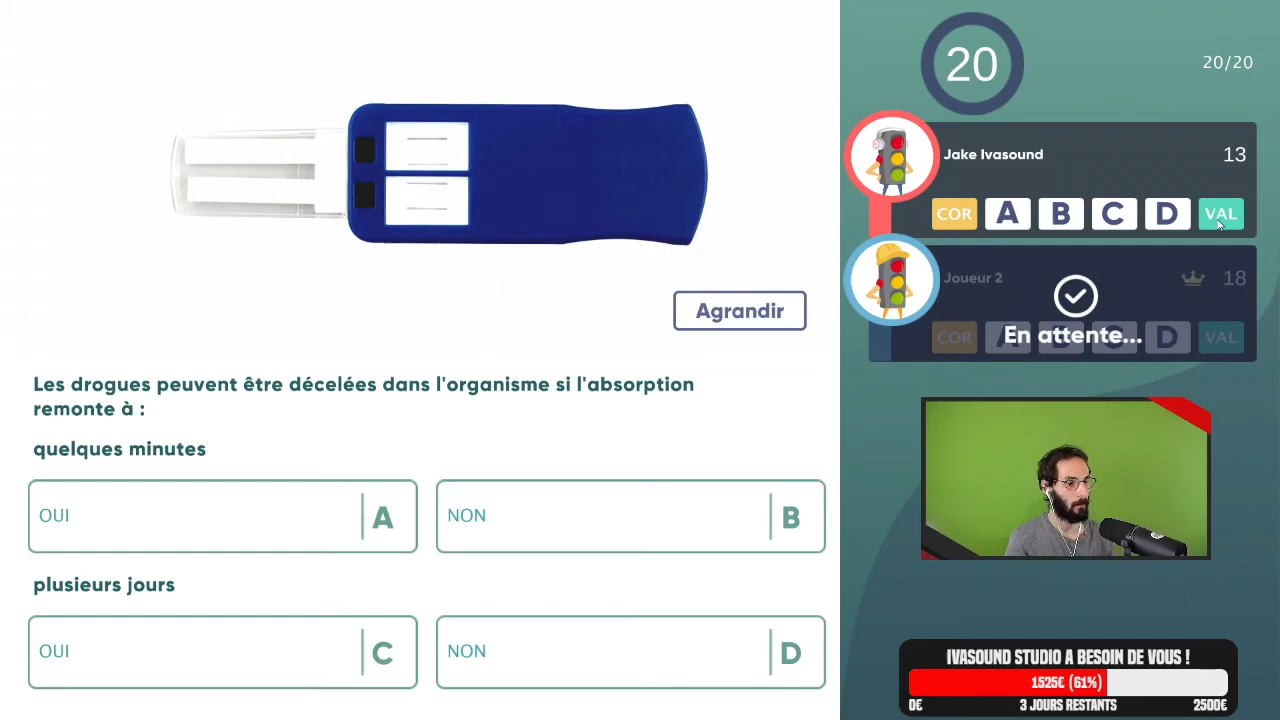 Agrandir
Les drogues peuvent être décelées dans l'organisme si l'absorption
remonte à :
quelques minutes
OUI A
NON B
plusieurs jours
OUI C
NON D
20
20/20
Jake Ivasound 13
COR A B C D VAL
Joueur 2 18
En attente...
COR A B C D VAL
IVASOUND STUDIO A BESOIN DE VOUS !
1525€ (61%)
0€ 3 JOURS RESTANTS 2500€